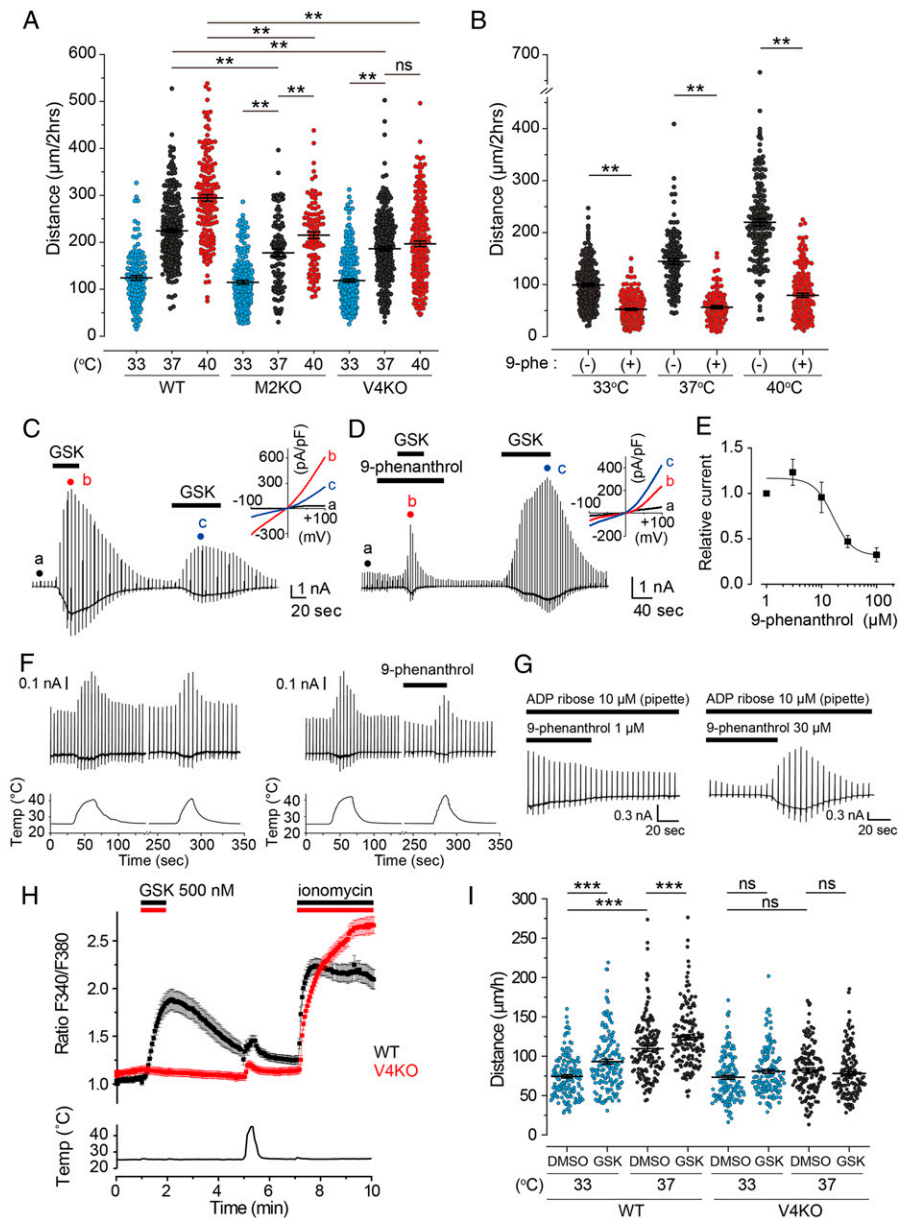 A
B
Distance (µm/2hrs)
600
500
400
300
200
100
0
** ** ** ** ** ** ** ns
(°C)
33 37 40 33 37 40 33 37 40
WT M2KO V4KO
Distance (µm/2hrs)
700
400
300
200
100
0
** ** **
9-phe : (-) (+) (-) (+) (-) (+)
33°C 37°C 40°C
C
GSK
GSK
a
b
c
(pA/pF)
600
b
c
a
-100
+100
(mV)
-300
1 nA
20 sec
D
GSK
GSK
9-phenanthrol
a
b
c
(pA/pF)
400
200
c
b
a
-100
+100
(mV)
-200
1 nA
40 sec
E
Relative current
1.5
1.0
0.5
0.0
1 10 100
9-phenanthrol (µM)
F
0.1 nA
Temp (°C)
40
30
20
0 50 100 250 300 350
Time (sec)
9-phenanthrol
0.1 nA
Temp (°C)
40
30
20
0 50 100 250 300 350
Time (sec)
G
ADP ribose 10 µM (pipette)
9-phenanthrol 1 µM
0.3 nA
20 sec
ADP ribose 10 µM (pipette)
9-phenanthrol 30 µM
0.3 nA
20 sec
H
GSK 500 nM
ionomycin
Ratio F340/F380
2.5
2.0
1.5
1.0
WT
V4KO
Temp (°C)
40
30
20
0 2 4 6 8 10
Time (min)
I
Distance (µm/h)
300
250
200
150
100
75
50
25
0
*** *** *** ns ns ns
DMSO GSK DMSO GSK DMSO GSK DMSO GSK
(°C) 33 37 33 37
WT V4KO